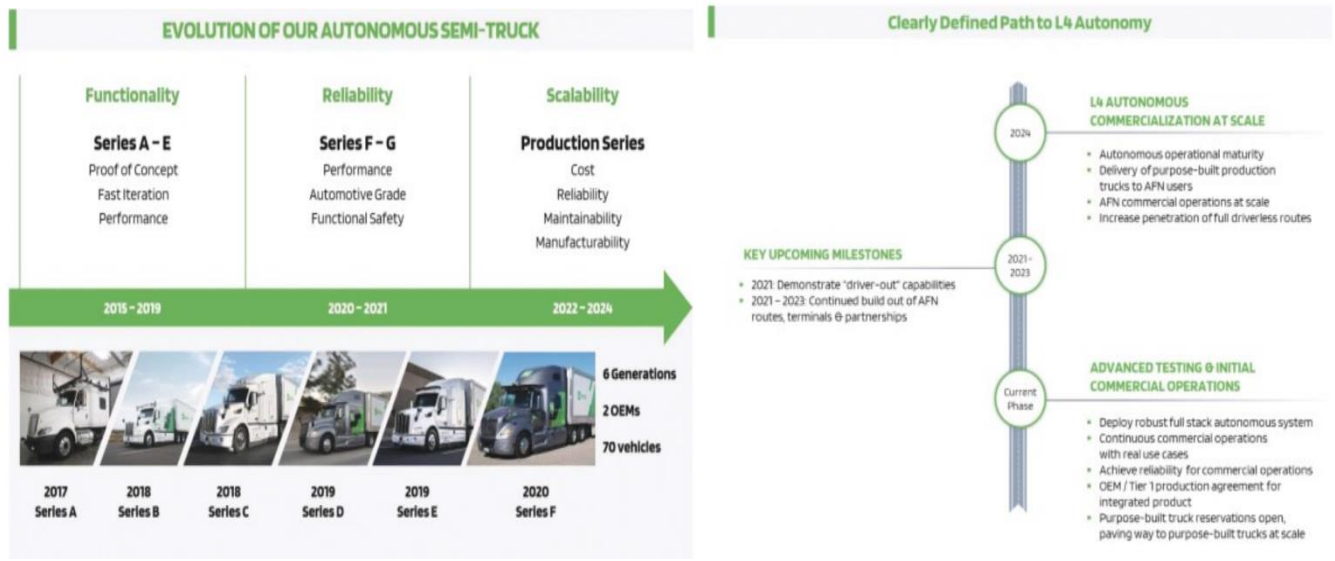 EVOLUTION OF OUR AUTONOMOUS SEMI-TRUCK
Functionality
Series A – E
Proof of Concept
Fast Iteration
Performance
Reliability
Series F – G
Performance
Automotive Grade
Functional Safety
Scalability
Production Series
Cost
Reliability
Maintainability
Manufacturability
2015 – 2019
2020 – 2021
2022 – 2024
6 Generations
2 OEMs
70 vehicles
2017
Series A
2018
Series B
2018
Series C
2019
Series D
2019
Series E
2020
Series F
Clearly Defined Path to L4 Autonomy
2024
L4 AUTONOMOUS
COMMERCIALIZATION AT SCALE
• Autonomous operational maturity
• Delivery of purpose-built production
trucks to AFN users
• AFN commercial operations at scale
• Increase penetration of full driverless routes
2021 -
2023
KEY UPCOMING MILESTONES
• 2021: Demonstrate "driver-out" capabilities
• 2021 – 2023: Continued build out of AFN
routes, terminals & partnerships
Current
Phase
ADVANCED TESTING & INITIAL
COMMERCIAL OPERATIONS
• Deploy robust full stack autonomous system
• Continuous commercial operations
with real use cases
• Achieve reliability for commercial operations
• OEM / Tier 1 production agreement for
integrated product
• Purpose-built truck reservations open,
paving way to purpose-built trucks at scale